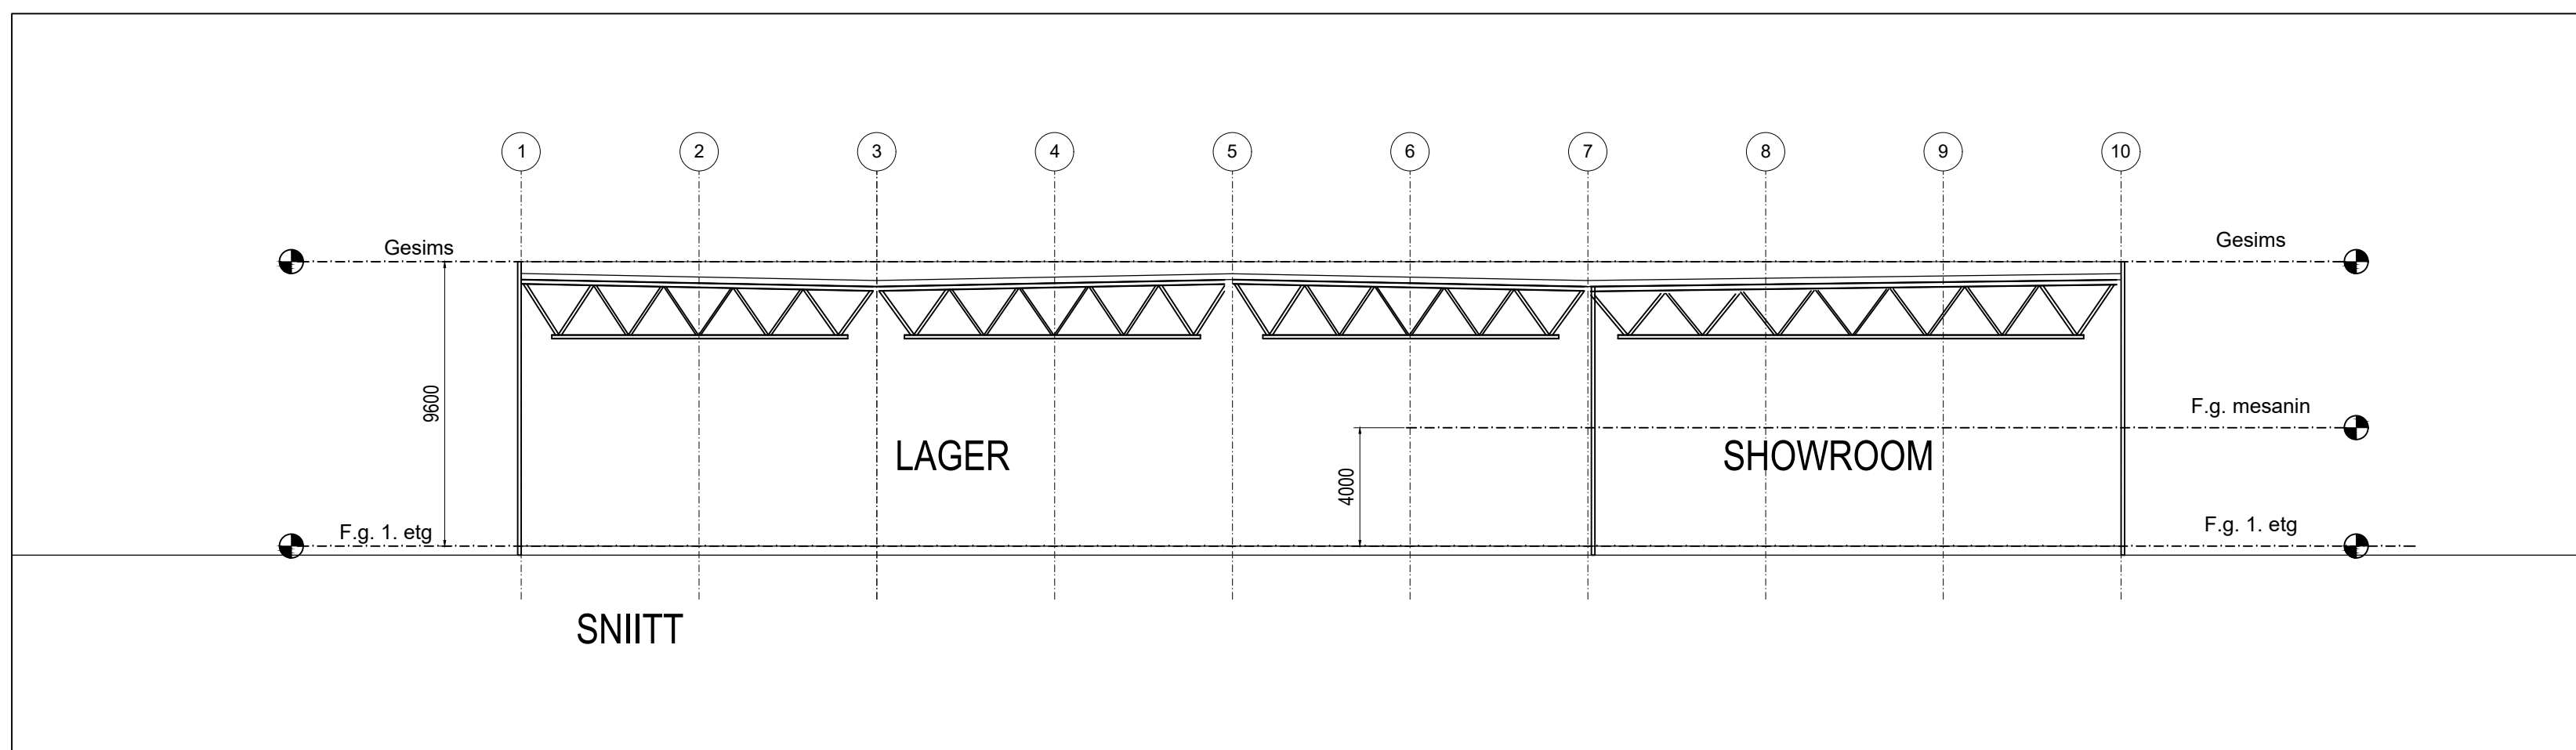 1 2 3 4 5 6 7 8 9 10
Gesims Gesims
9600
F.g. mesanin
LAGER SHOWROOM
4000
F.g. 1. etg F.g. 1. etg
SNIITT